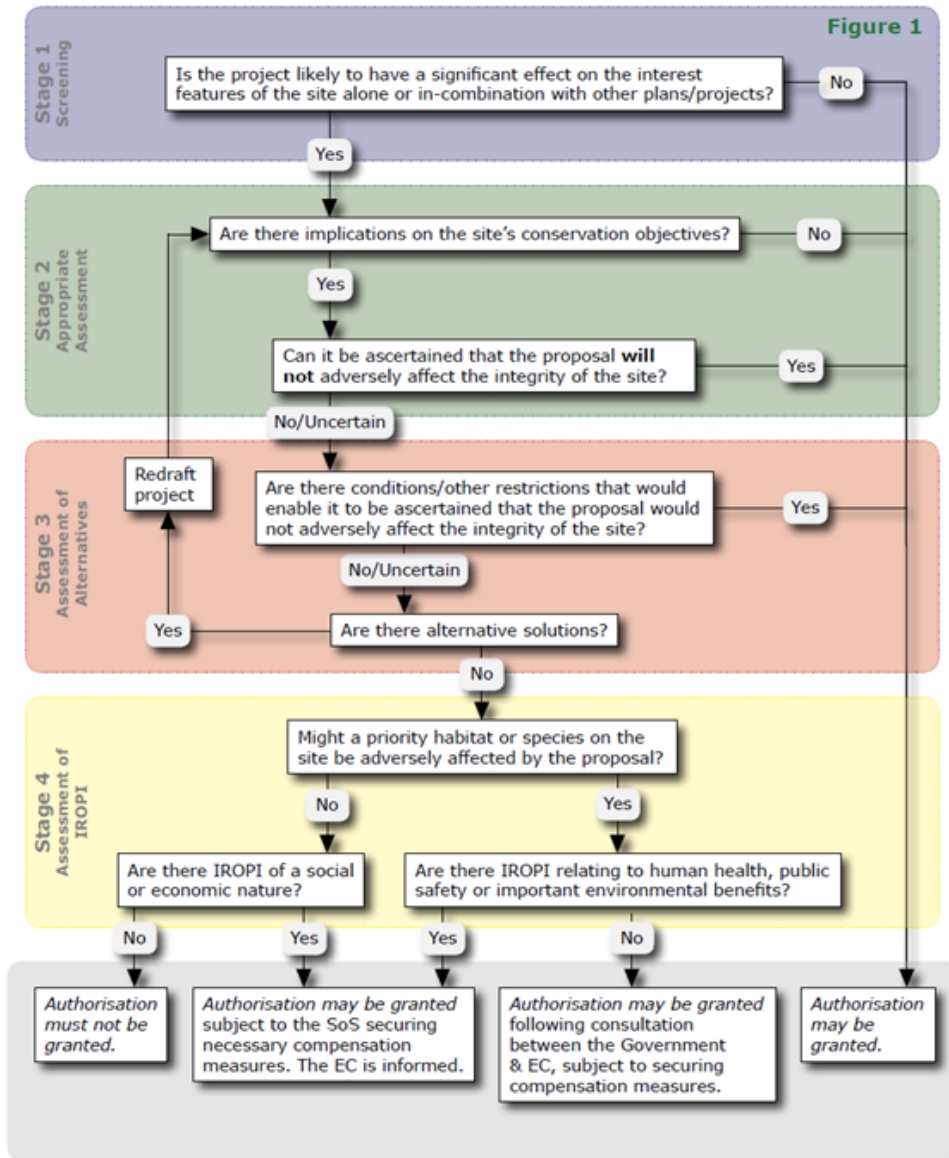 Figure 1
Stage 1
Screening
Is the project likely to have a significant effect on the interest
features of the site alone or in-combination with other plans/projects?
No
Yes
Stage 2
Appropriate
Assessment
Are there implications on the site's conservation objectives?
No
Yes
Can it be ascertained that the proposal will
not adversely affect the integrity of the site?
Yes
No/Uncertain
Stage 3
Assessment of
Alternatives
Redraft
project
Are there conditions/other restrictions that would
enable it to be ascertained that the proposal would
not adversely affect the integrity of the site?
Yes
No/Uncertain
Yes
Are there alternative solutions?
No
Stage 4
Assessment of
IROPI
Might a priority habitat or species on the
site be adversely affected by the proposal?
No
Yes
Are there IROPI of a social
or economic nature?
Are there IROPI relating to human health, public
safety or important environmental benefits?
No
Yes
Yes
No
Authorisation
must not be
granted.
Authorisation may be granted
subject to the SoS securing
necessary compensation
measures. The EC is informed.
Authorisation may be granted
following consultation
between the Government
& EC, subject to securing
compensation measures.
Authorisation
may be
granted.